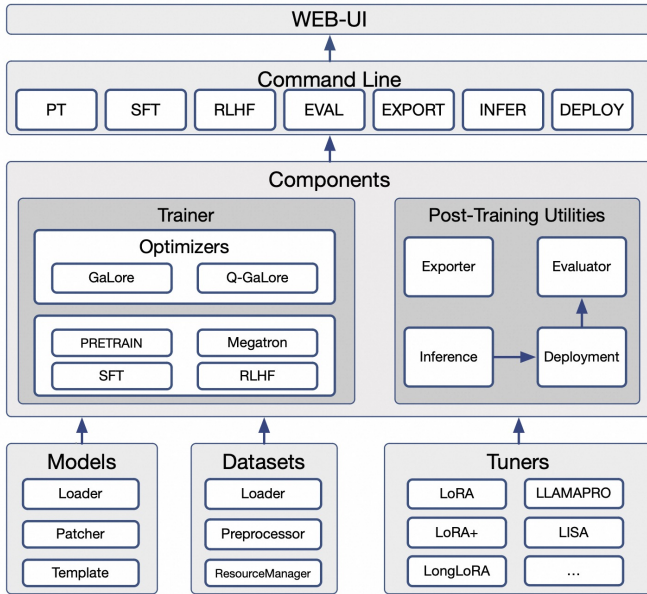 WEB-UI
Command Line
PT SFT RLHF EVAL EXPORT INFER DEPLOY
Components
Trainer
Optimizers
GaLore Q-GaLore
PRETRAIN Megatron
SFT RLHF
Post-Training Utilities
Exporter Evaluator
Inference Deployment
Models
Loader
Patcher
Template
Datasets
Loader
Preprocessor
ResourceManager
Tuners
LoRA LLAMAPRO
LoRA+ LISA
LongLoRA ...